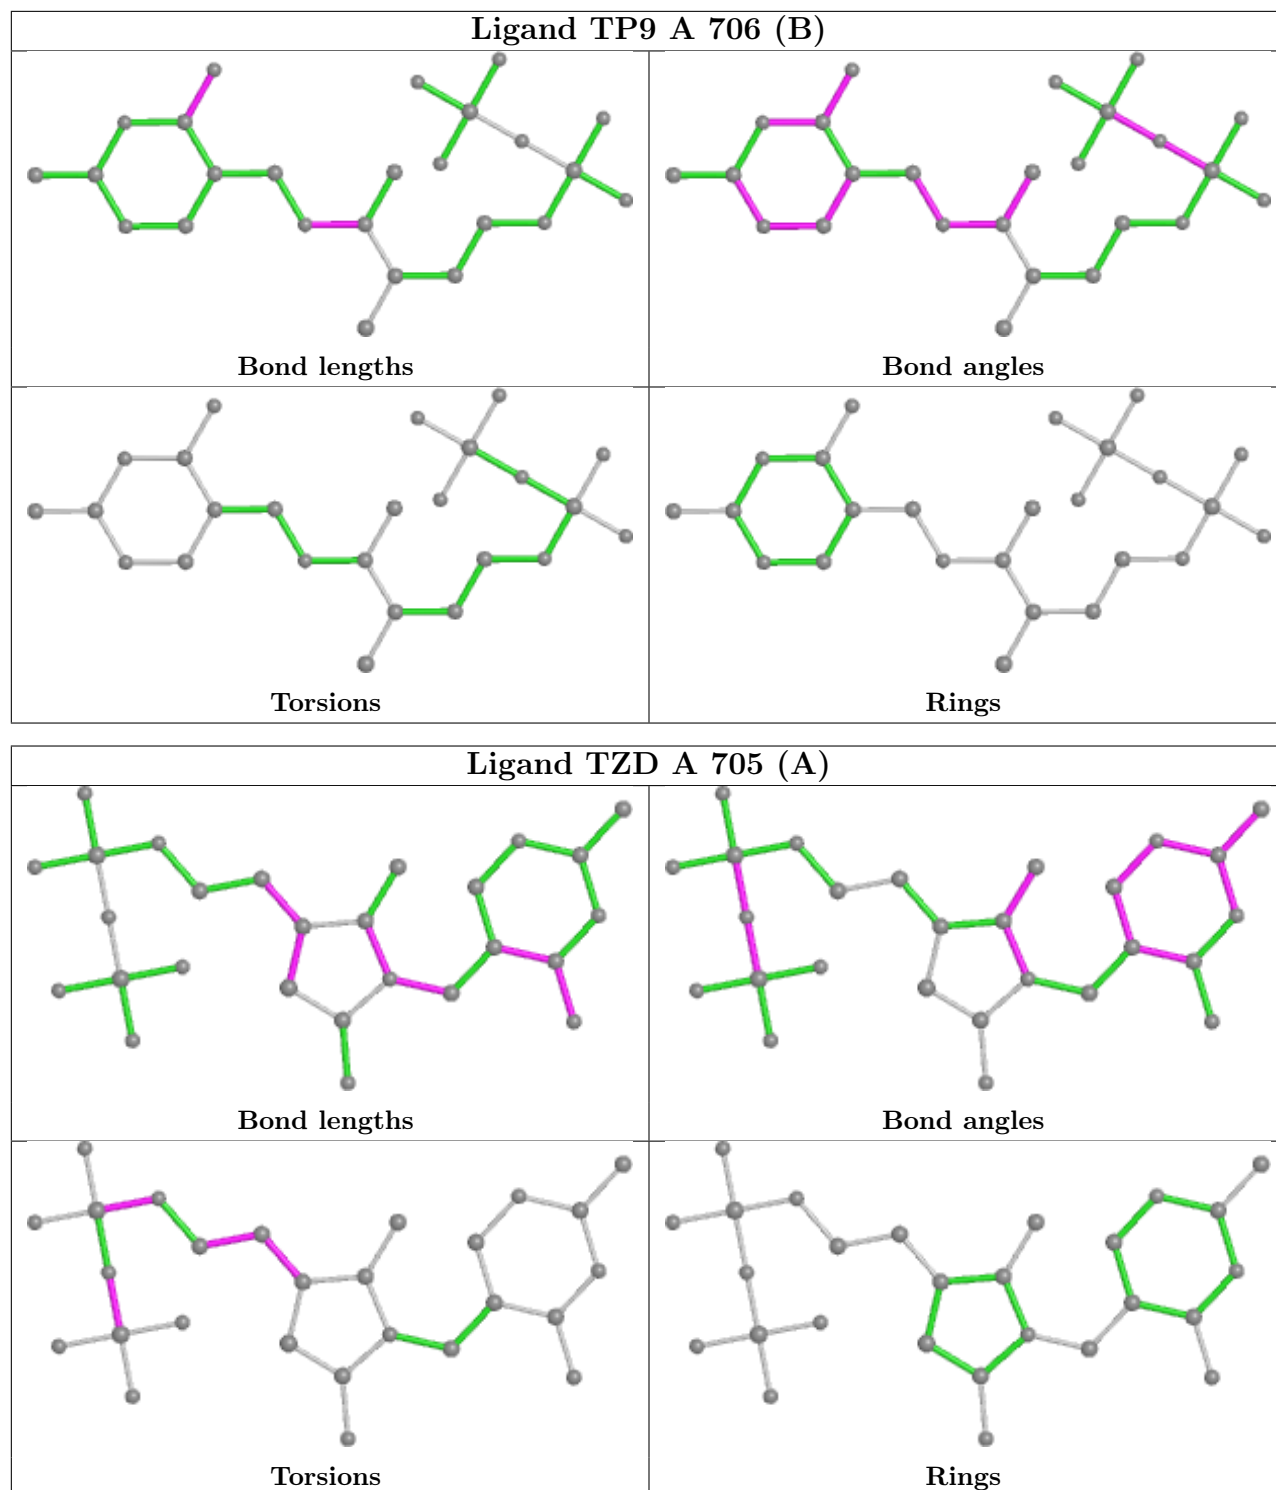 Ligand TP9 A 706 (B)
Bond lengths
Bond angles
Torsions
Rings
Ligand TZD A 705 (A)
Bond lengths
Bond angles
Torsions
Rings